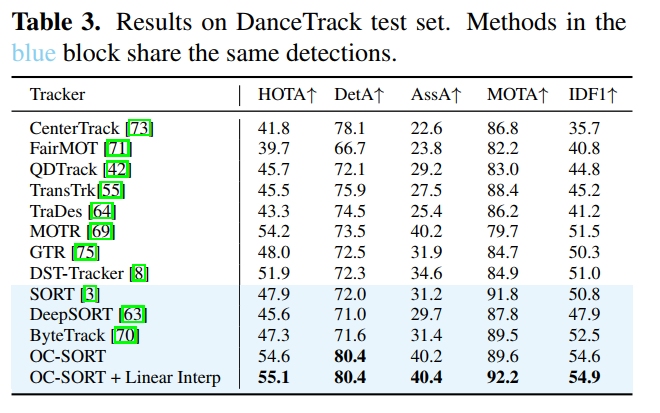 Table 3. Results on DanceTrack test set. Methods in the
blue block share the same detections.
Tracker HOTA↑ DetA↑ AssA↑ MOTA↑ IDF1↑
CenterTrack [73] 41.8 78.1 22.6 86.8 35.7
FairMOT [71] 39.7 66.7 23.8 82.2 40.8
QDTrack [42] 45.7 72.1 29.2 83.0 44.8
TransTrk[55] 45.5 75.9 27.5 88.4 45.2
TraDes [64] 43.3 74.5 25.4 86.2 41.2
MOTR [69] 54.2 73.5 40.2 79.7 51.5
GTR [75] 48.0 72.5 31.9 84.7 50.3
DST-Tracker [8] 51.9 72.3 34.6 84.9 51.0
SORT [3] 47.9 72.0 31.2 91.8 50.8
DeepSORT [63] 45.6 71.0 29.7 87.8 47.9
ByteTrack [70] 47.3 71.6 31.4 89.5 52.5
OC-SORT 54.6 80.4 40.2 89.6 54.6
OC-SORT + Linear Interp 55.1 80.4 40.4 92.2 54.9